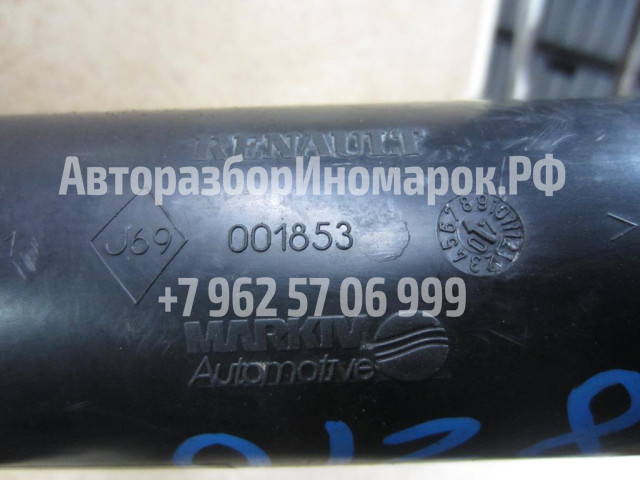 RENAULT
АвторазборИномарок.РФ
J69 001853
+7 962 57 06 999
MARKIV
Automotive